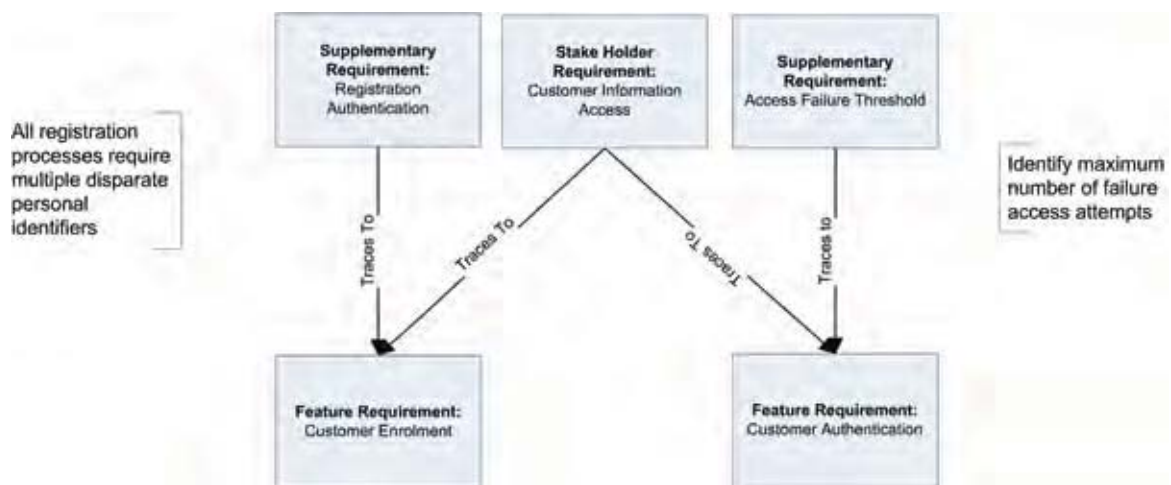 Supplementary
Requirement:
Registration
Authentication
Stake Holder
Requirement:
Customer Information
Access
Supplementary
Requirement:
Access Failure Threshold
All registration
processes require
multiple disparate
personal
identifiers
Identify maximum
number of failure
access attempts
Traces To
Traces To
Traces To
Traces to
Feature Requirement:
Customer Enrolment
Feature Requirement:
Customer Authentication